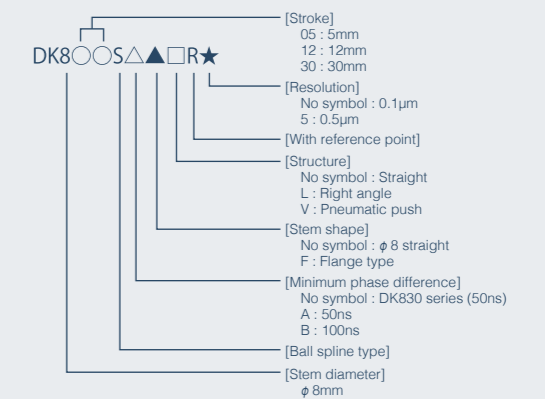 [Stroke]
05 : 5mm
12 : 12mm
30 : 30mm
DK8○○S△▲□R★
[Resolution]
No symbol : 0.1μm
5 : 0.5μm
[With reference point]
[Structure]
No symbol : Straight
L : Right angle
V : Pneumatic push
[Stem shape]
No symbol : ϕ 8 straight
F : Flange type
[Minimum phase difference]
No symbol : DK830 series (50ns)
A : 50ns
B : 100ns
[Ball spline type]
[Stem diameter]
ϕ 8mm